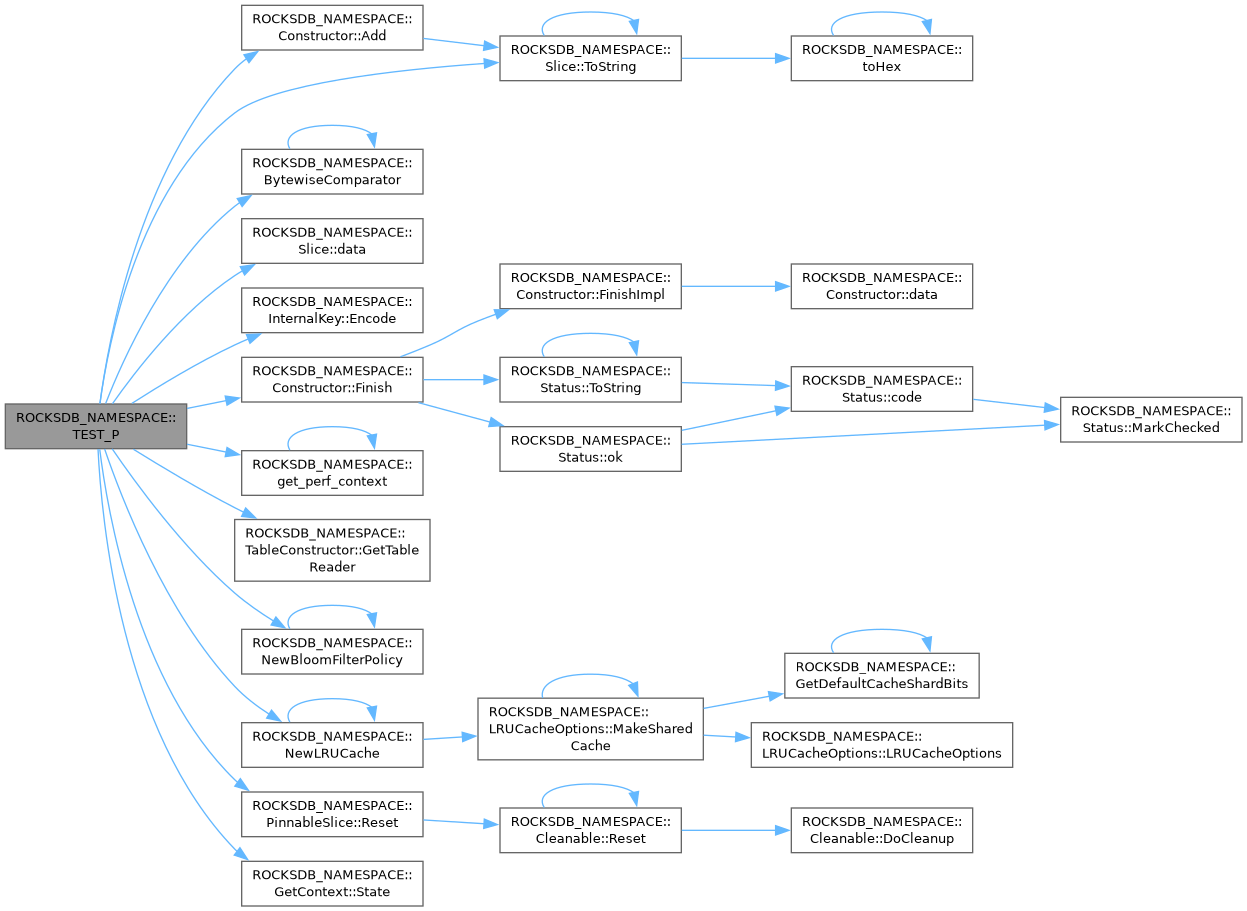 ROCKSDB_NAMESPACE::
TEST_P
ROCKSDB_NAMESPACE::
Constructor::Add
ROCKSDB_NAMESPACE::
Slice::ToString
ROCKSDB_NAMESPACE::
toHex
ROCKSDB_NAMESPACE::
BytewiseComparator
ROCKSDB_NAMESPACE::
Slice::data
ROCKSDB_NAMESPACE::
InternalKey::Encode
ROCKSDB_NAMESPACE::
Constructor::Finish
ROCKSDB_NAMESPACE::
Constructor::FinishImpl
ROCKSDB_NAMESPACE::
Constructor::data
ROCKSDB_NAMESPACE::
Status::ToString
ROCKSDB_NAMESPACE::
Status::code
ROCKSDB_NAMESPACE::
Status::MarkChecked
ROCKSDB_NAMESPACE::
Status::ok
ROCKSDB_NAMESPACE::
get_perf_context
ROCKSDB_NAMESPACE::
TableConstructor::GetTable
Reader
ROCKSDB_NAMESPACE::
NewBloomFilterPolicy
ROCKSDB_NAMESPACE::
NewLRUCache
ROCKSDB_NAMESPACE::
LRUCacheOptions::MakeShared
Cache
ROCKSDB_NAMESPACE::
GetDefaultCacheShardBits
ROCKSDB_NAMESPACE::
LRUCacheOptions::LRUCacheOptions
ROCKSDB_NAMESPACE::
PinnableSlice::Reset
ROCKSDB_NAMESPACE::
Cleanable::Reset
ROCKSDB_NAMESPACE::
Cleanable::DoCleanup
ROCKSDB_NAMESPACE::
GetContext::State